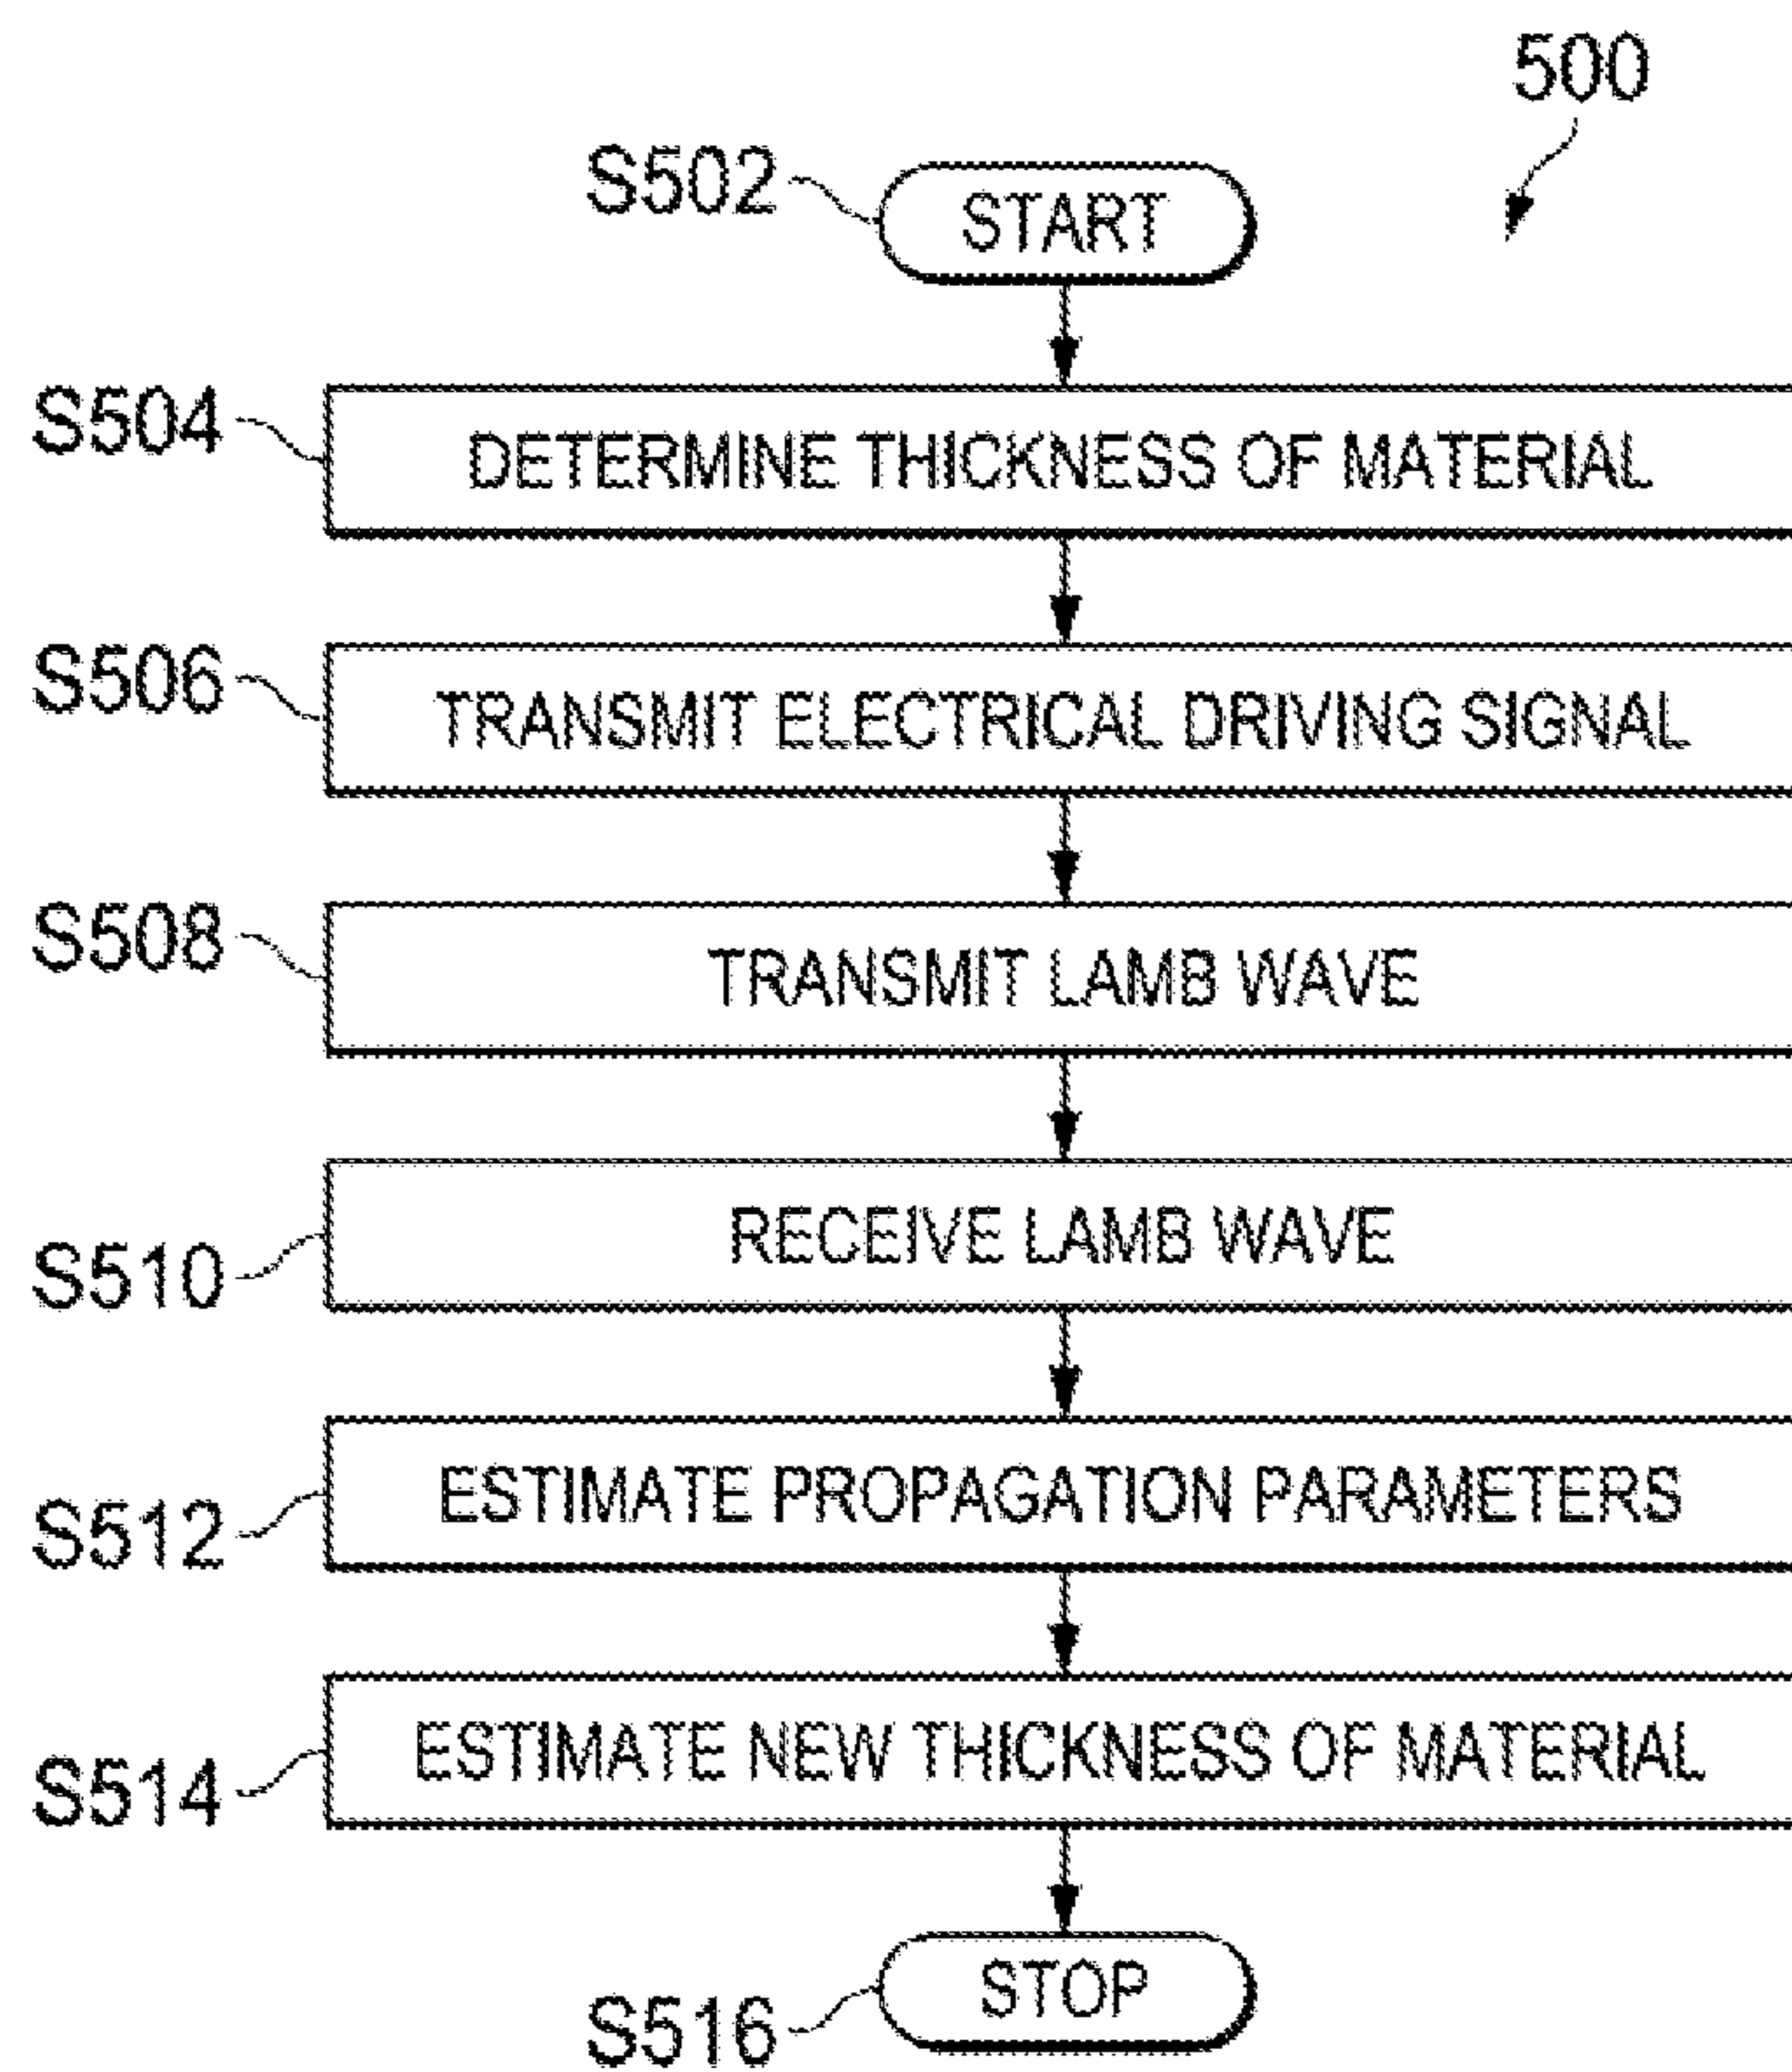 500
S502
START
S504
DETERMINE THICKNESS OF MATERIAL
S506
TRANSMIT ELECTRICAL DRIVING SIGNAL
S508
TRANSMIT LAMB WAVE
S510
RECEIVE LAMB WAVE
S512
ESTIMATE PROPAGATION PARAMETERS
S514
ESTIMATE NEW THICKNESS OF MATERIAL
S516
STOP